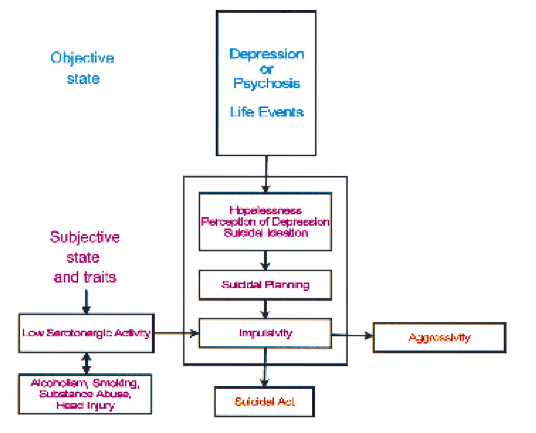 Objective
state
Depression
or
Psychosis
Life Events
Hopelessness
Perception of Depression
Suicidal Ideation
Subjective
state
and traits
Suicidal Planning
Low Serotonergic Activity
Impulsivity
Aggressivity
Alcoholism, Smoking,
Substance Abuse,
Head Injury
Suicidal Act